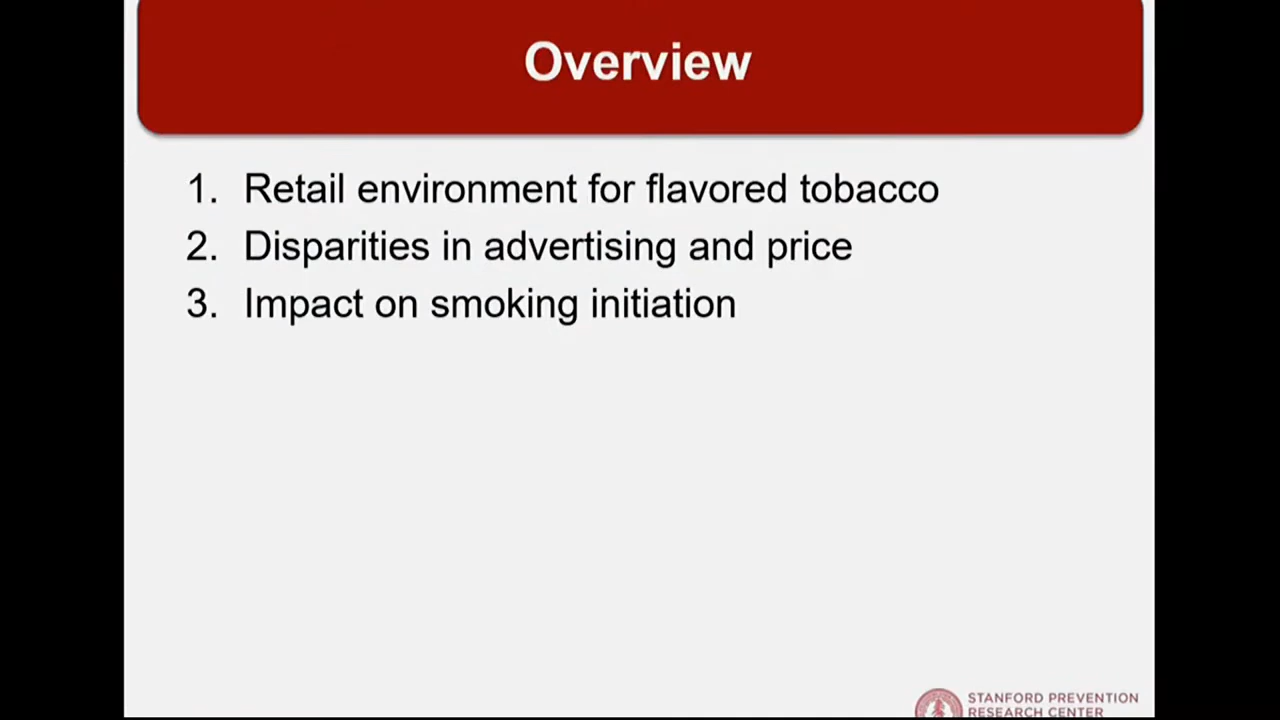 Overview
1. Retail environment for flavored tobacco
2. Disparities in advertising and price
3. Impact on smoking initiation
STANFORD PREVENTION
RESEARCH CENTER